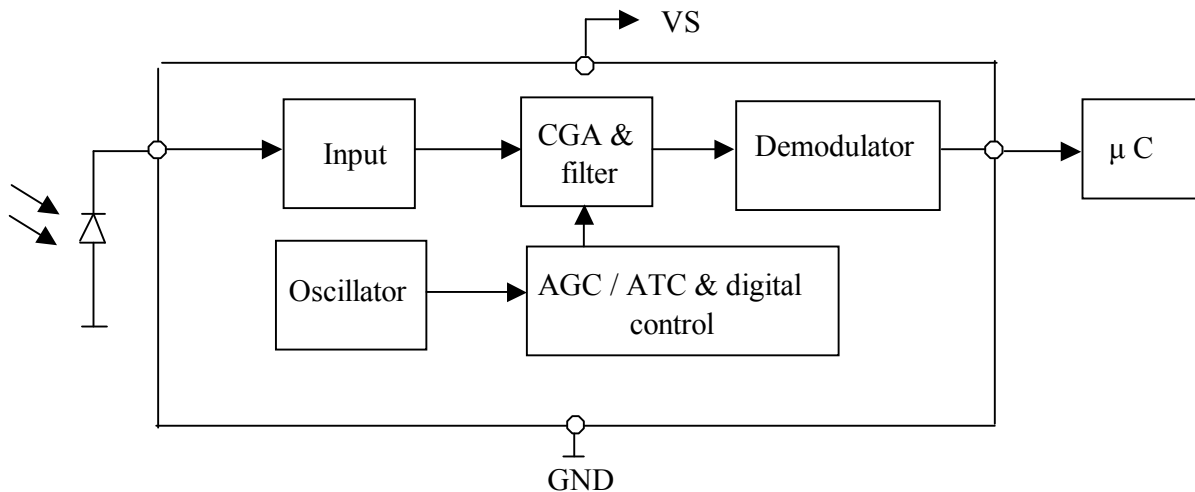 VS
Input
CGA &
filter
Demodulator
μ C
Oscillator
AGC / ATC & digital
control
GND